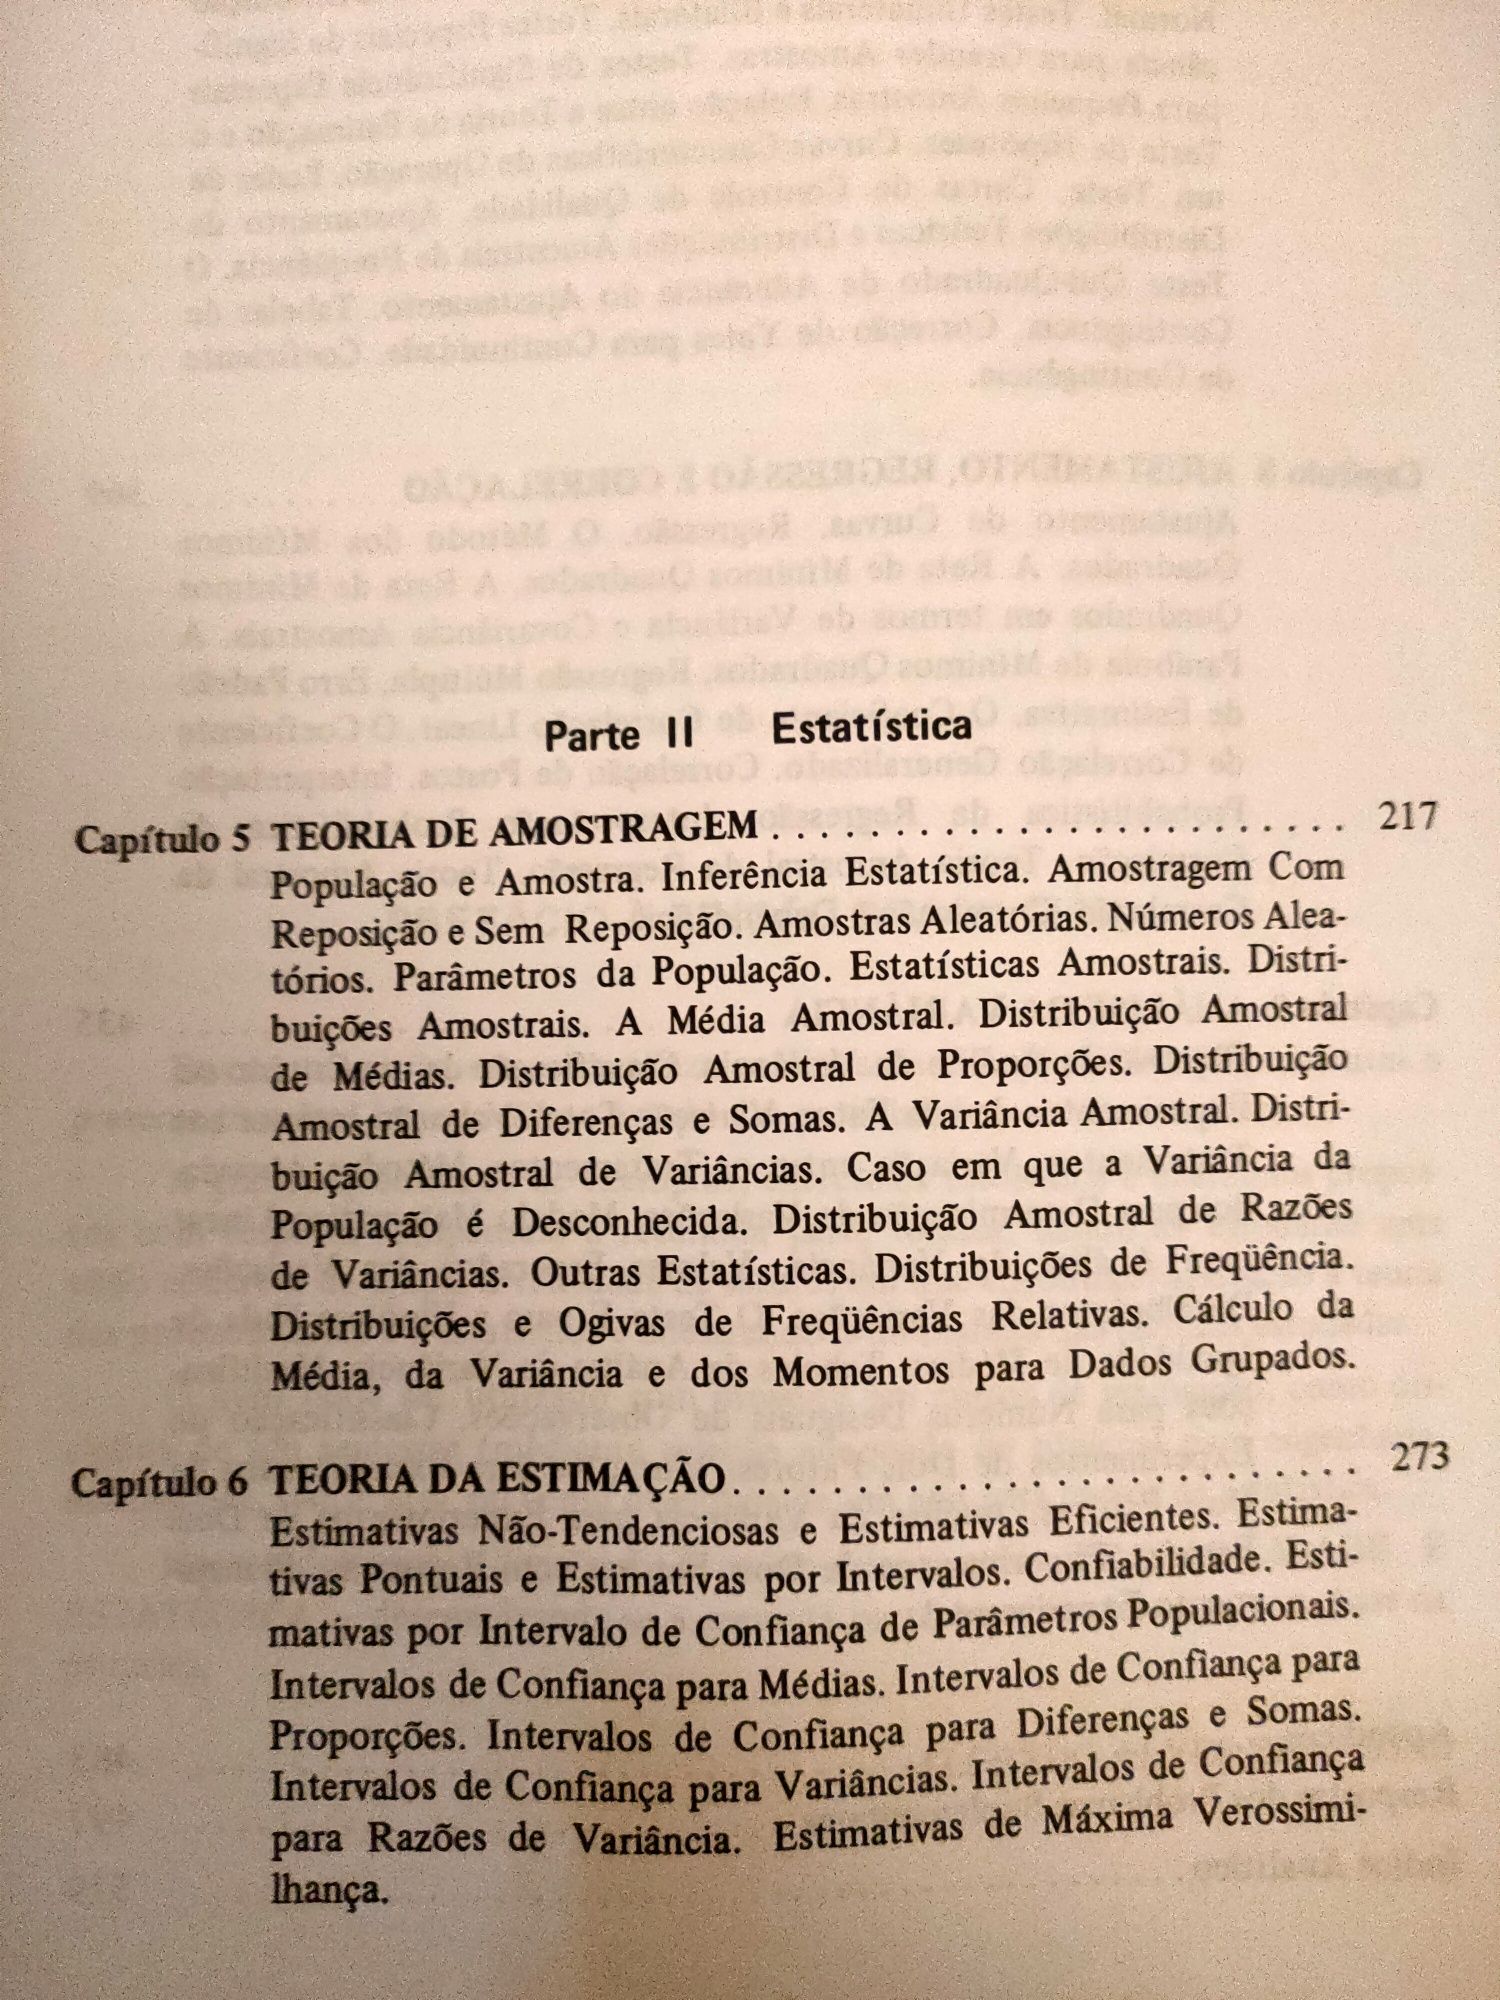 Parte II Estatística
Capítulo 5 TEORIA DE AMOSTRAGEM . . . . . . . . . . . . . . . . . . . . . . . . 217
População e Amostra. Inferência Estatística. Amostragem Com
Reposição e Sem Reposição. Amostras Aleatórias. Números Alea-
tórios. Parâmetros da População. Estatísticas Amostrais. Distri-
buições Amostrais. A Média Amostral. Distribuição Amostral
de Médias. Distribuição Amostral de Proporções. Distribuição
Amostral de Diferenças e Somas. A Variância Amostral. Distri-
buição Amostral de Variâncias. Caso em que a Variância da
População é Desconhecida. Distribuição Amostral de Razões
de Variâncias. Outras Estatísticas. Distribuições de Freqüência.
Distribuições e Ogivas de Freqüências Relativas. Cálculo da
Média, da Variância e dos Momentos para Dados Grupados.
Capítulo 6 TEORIA DA ESTIMAÇÃO. . . . . . . . . . . . . . . . . . . . . . . . . . 273
Estimativas Não-Tendenciosas e Estimativas Eficientes. Estima-
tivas Pontuais e Estimativas por Intervalos. Confiabilidade. Esti-
mativas por Intervalo de Confiança de Parâmetros Populacionais.
Intervalos de Confiança para Médias. Intervalos de Confiança para
Proporções. Intervalos de Confiança para Diferenças e Somas.
Intervalos de Confiança para Variâncias. Intervalos de Confiança
para Razões de Variância. Estimativas de Máxima Verossimi-
lhança.